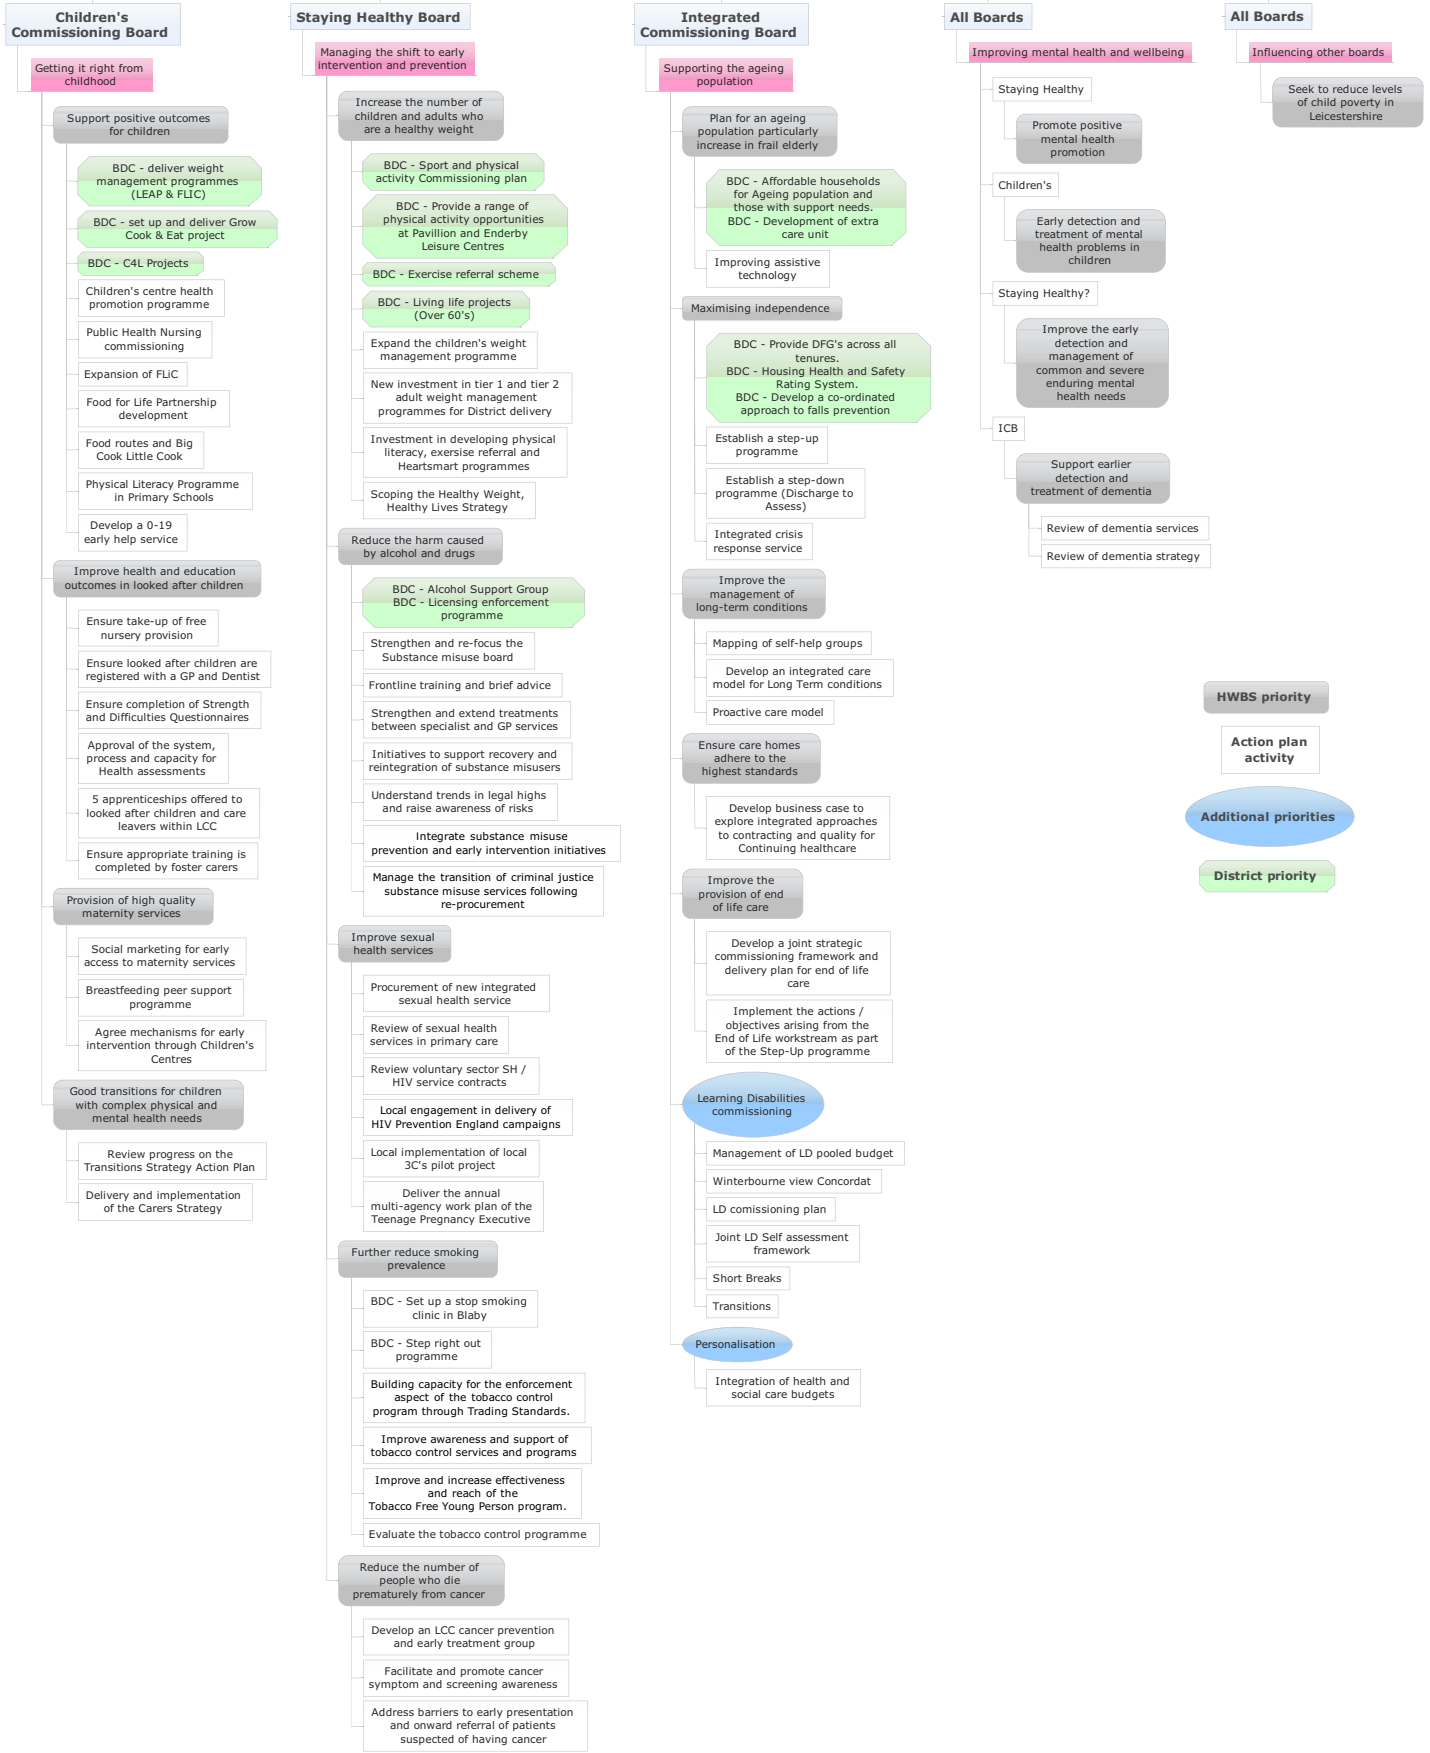 Children's
Commissioning Board
Getting it right from
childhood
Support positive outcomes
for children
BDC - deliver weight
management programmes
(LEAP & FLIC)
BDC - set up and deliver Grow
Cook & Eat project
BDC - C4L Projects
Children's centre health
promotion programme
Public Health Nursing
commissioning
Expansion of FLiC
Food for Life Partnership
development
Food routes and Big
Cook Little Cook
Physical Literacy Programme
in Primary Schools
Develop a 0-19
early help service
Improve health and education
outcomes in looked after children
Ensure take-up of free
nursery provision
Ensure looked after children are
registered with a GP and Dentist
Ensure completion of Strength
and Difficulties Questionnaires
Approval of the system,
process and capacity for
Health assessments
5 apprenticeships offered to
looked after children and care
leavers within LCC
Ensure appropriate training is
completed by foster carers
Provision of high quality
maternity services
Social marketing for early
access to maternity services
Breastfeeding peer support
programme
Agree mechanisms for early
intervention through Children's
Centres
Good transitions for children
with complex physical and
mental health needs
Review progress on the
Transitions Strategy Action Plan
Delivery and implementation
of the Carers Strategy
Staying Healthy Board
Managing the shift to early
intervention and prevention
Increase the number of
children and adults who
are a healthy weight
BDC - Sport and physical
activity Commissioning plan
BDC - Provide a range of
physical activity opportunities
at Pavillion and Enderby
Leisure Centres
BDC - Exercise referral scheme
BDC - Living life projects
(Over 60's)
Expand the children's weight
management programme
New investment in tier 1 and tier 2
adult weight management
programmes for District delivery
Investment in developing physical
literacy, exersise referral and
Heartsmart programmes
Scoping the Healthy Weight,
Healthy Lives Strategy
Reduce the harm caused
by alcohol and drugs
BDC - Alcohol Support Group
BDC - Licensing enforcement
programme
Strengthen and re-focus the
Substance misuse board
Frontline training and brief advice
Strengthen and extend treatments
between specialist and GP services
Initiatives to support recovery and
reintegration of substance misusers
Understand trends in legal highs
and raise awareness of risks
Integrate substance misuse
prevention and early intervention initiatives
Manage the transition of criminal justice
substance misuse services following
re-procurement
Improve sexual
health services
Procurement of new integrated
sexual health service
Review of sexual health
services in primary care
Review voluntary sector SH /
HIV service contracts
Local engagement in delivery of
HIV Prevention England campaigns
Local implementation of local
3C's pilot project
Deliver the annual
multi-agency work plan of the
Teenage Pregnancy Executive
Further reduce smoking
prevalence
BDC - Set up a stop smoking
clinic in Blaby
BDC - Step right out
programme
Building capacity for the enforcement
aspect of the tobacco control
program through Trading Standards.
Improve awareness and support of
tobacco control services and programs
Improve and increase effectiveness
and reach of the
Tobacco Free Young Person program.
Evaluate the tobacco control programme
Reduce the number of
people who die
prematurely from cancer
Develop an LCC cancer prevention
and early treatment group
Facilitate and promote cancer
symptom and screening awareness
Address barriers to early presentation
and onward referral of patients
suspected of having cancer
Integrated
Commissioning Board
Supporting the ageing
population
Plan for an ageing
population particularly
increase in frail elderly
BDC - Affordable households
for Ageing population and
those with support needs.
BDC - Development of extra
care unit
Improving assistive
technology
Maximising independence
BDC - Provide DFG's across all
tenures.
BDC - Housing Health and Safety
Rating System.
BDC - Develop a co-ordinated
approach to falls prevention
Establish a step-up
programme
Establish a step-down
programme (Discharge to
Assess)
Integrated crisis
response service
Improve the
management of
long-term conditions
Mapping of self-help groups
Develop an integrated care
model for Long Term conditions
Proactive care model
Ensure care homes
adhere to the
highest standards
Develop business case to
explore integrated approaches
to contracting and quality for
Continuing healthcare
Improve the
provision of end
of life care
Develop a joint strategic
commissioning framework and
delivery plan for end of life
care
Implement the actions /
objectives arising from the
End of Life workstream as part
of the Step-Up programme
Learning Disabilities
commissioning
Management of LD pooled budget
Winterbourne view Concordat
LD comissioning plan
Joint LD Self assessment
framework
Short Breaks
Transitions
Personalisation
Integration of health and
social care budgets
All Boards
Improving mental health and wellbeing
Staying Healthy
Promote positive
mental health
promotion
Children's
Early detection and
treatment of mental
health problems in
children
Staying Healthy?
Improve the early
detection and
management of
common and severe
enduring mental
health needs
ICB
Support earlier
detection and
treatment of dementia
Review of dementia services
Review of dementia strategy
All Boards
Influencing other boards
Seek to reduce levels
of child poverty in
Leicestershire
HWBS priority
Action plan
activity
Additional priorities
District priority